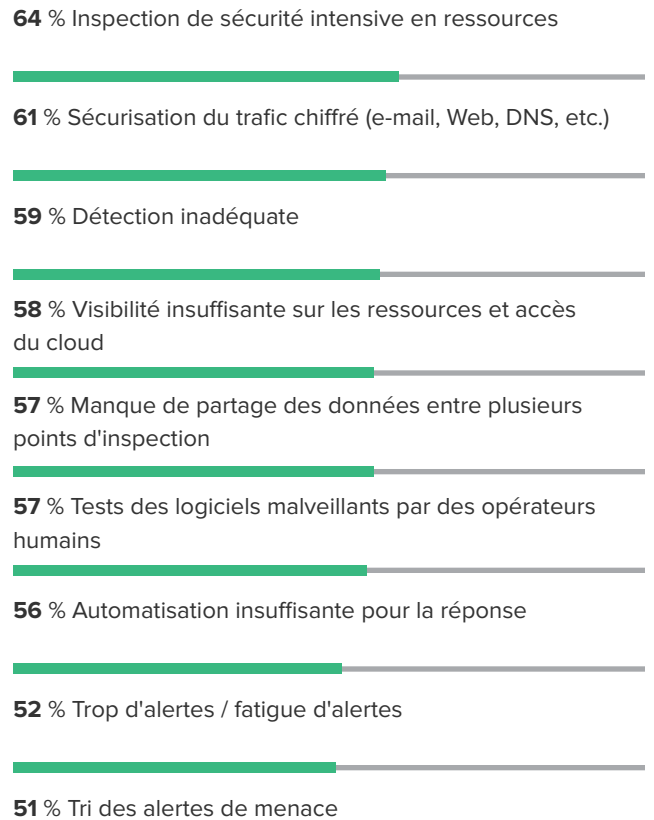 64 % Inspection de sécurité intensive en ressources
61 % Sécurisation du trafic chiffré (e-mail, Web, DNS, etc.)
59 % Détection inadéquate
58 % Visibilité insuffisante sur les ressources et accès
du cloud
57 % Manque de partage des données entre plusieurs
points d'inspection
57 % Tests des logiciels malveillants par des opérateurs
humains
56 % Automatisation insuffisante pour la réponse
52 % Trop d'alertes / fatigue d'alertes
51 % Tri des alertes de menace